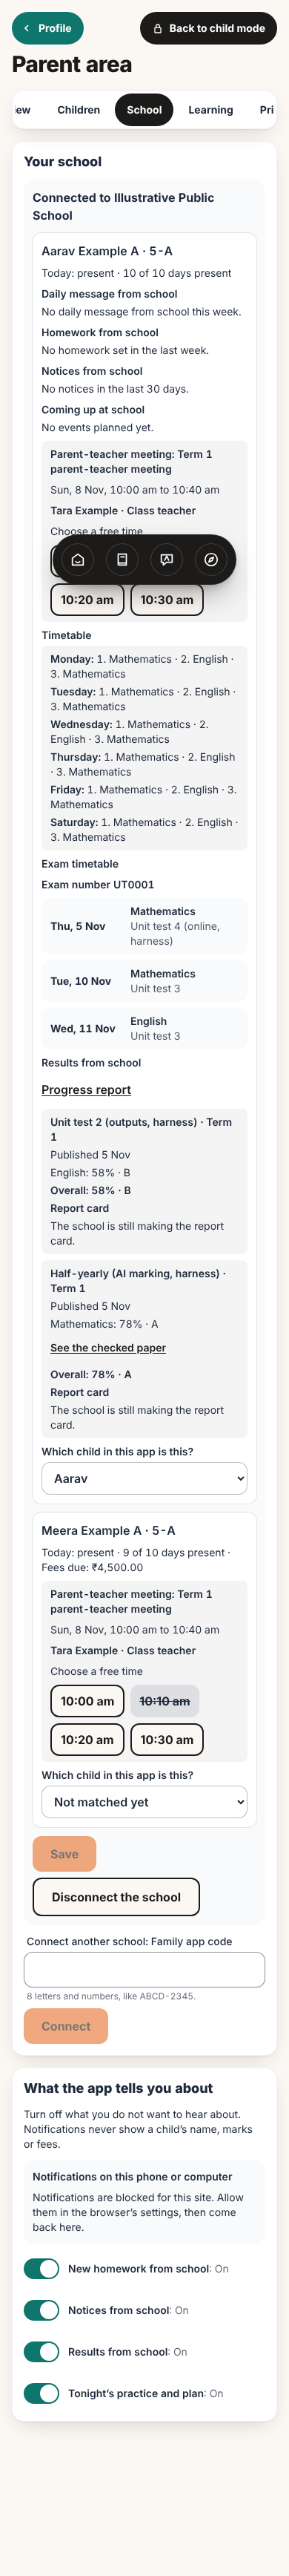 Profile
Back to child mode
Parent area
ew
Children
School
Learning
Pri
Your school
Connected to Illustrative Public
School
Aarav Example A · 5-A
Today: present · 10 of 10 days present
Daily message from school
No daily message from school this week.
Homework from school
No homework set in the last week.
Notices from school
No notices in the last 30 days.
Coming up at school
No events planned yet.
Parent-teacher meeting: Term 1
parent-teacher meeting
Sun, 8 Nov, 10:00 am to 10:40 am
Tara Example · Class teacher
Choose a free time
10:20 am
10:30 am
Timetable
Monday: 1. Mathematics · 2. English ·
3. Mathematics
Tuesday: 1. Mathematics · 2. English ·
3. Mathematics
Wednesday: 1. Mathematics · 2.
English · 3. Mathematics
Thursday: 1. Mathematics · 2. English
· 3. Mathematics
Friday: 1. Mathematics · 2. English · 3.
Mathematics
Saturday: 1. Mathematics · 2. English ·
3. Mathematics
Exam timetable
Exam number UT0001
Thu, 5 Nov
Mathematics
Unit test 4 (online,
harness)
Tue, 10 Nov
Mathematics
Unit test 3
Wed, 11 Nov
English
Unit test 3
Results from school
Progress report
Unit test 2 (outputs, harness) · Term
1
Published 5 Nov
English: 58% · B
Overall: 58% · B
Report card
The school is still making the report
card.
Half-yearly (AI marking, harness) ·
Term 1
Published 5 Nov
Mathematics: 78% · A
See the checked paper
Overall: 78% · A
Report card
The school is still making the report
card.
Which child in this app is this?
Aarav
Meera Example A · 5-A
Today: present · 9 of 10 days present ·
Fees due: ₹4,500.00
Parent-teacher meeting: Term 1
parent-teacher meeting
Sun, 8 Nov, 10:00 am to 10:40 am
Tara Example · Class teacher
Choose a free time
10:00 am
10:10 am
10:20 am
10:30 am
Which child in this app is this?
Not matched yet
Save
Disconnect the school
Connect another school: Family app code
8 letters and numbers, like ABCD-2345.
Connect
What the app tells you about
Turn off what you do not want to hear about.
Notifications never show a child’s name, marks
or fees.
Notifications on this phone or computer
Notifications are blocked for this site. Allow
them in the browser’s settings, then come
back here.
New homework from school: On
Notices from school: On
Results from school: On
Tonight’s practice and plan: On